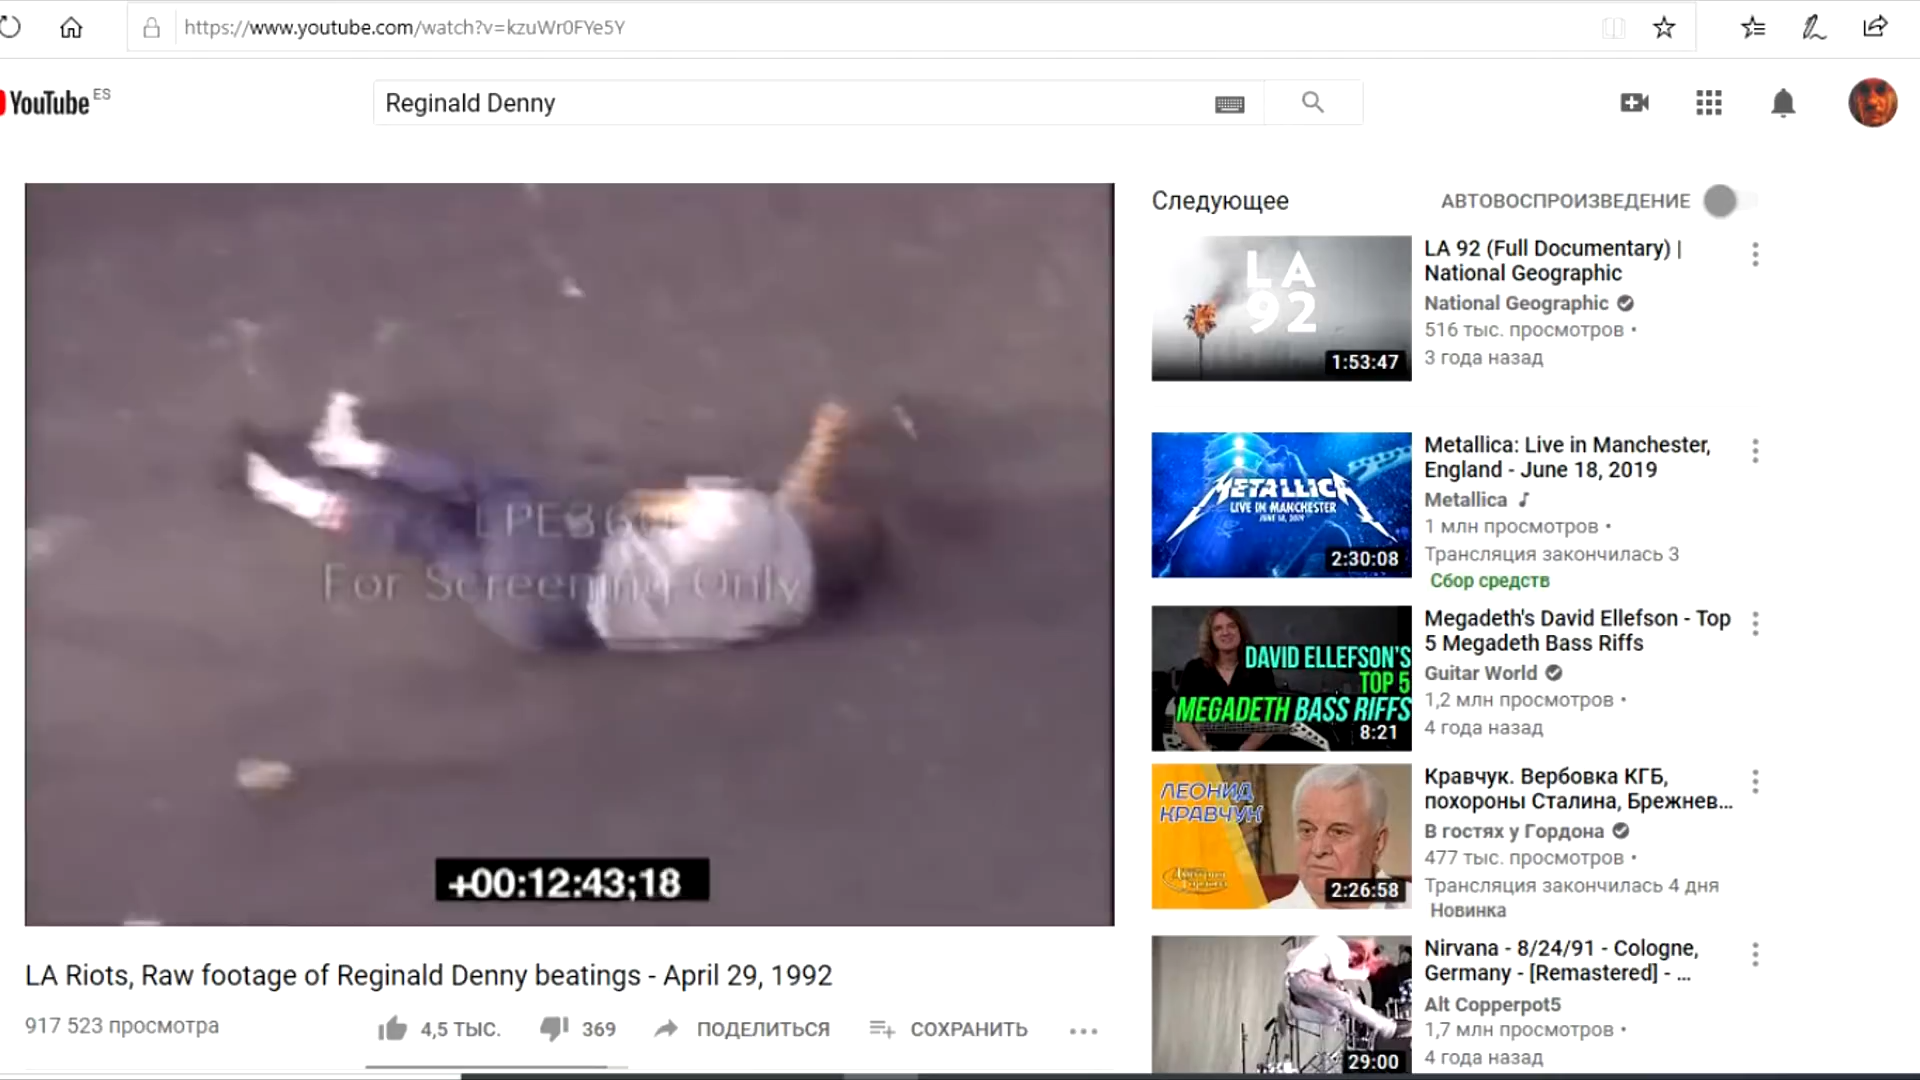 https://www.youtube.com/watch?v=kzuWr0FYe5Y
YouTube ES
Reginald Denny
For Screening Only
+00:12:43;18
LA Riots, Raw footage of Reginald Denny beatings - April 29, 1992
917 523 просмотра
4,5 ТЫС.
369
ПОДЕЛИТЬСЯ
СОХРАНИТЬ
Следующее
АВТОВОСПРОИЗВЕДЕНИЕ
LA
92
1:53:47
LA 92 (Full Documentary) |
National Geographic
National Geographic
516 тыс. просмотров •
3 года назад
METALLICA
LIVE IN MANCHESTER
JUNE 18, 2019
2:30:08
Metallica: Live in Manchester,
England - June 18, 2019
Metallica
1 млн просмотров •
Трансляция закончилась 3
Сбор средств
DAVID ELLEFSON'S
TOP 5
MEGADETH BASS RIFFS
8:21
Megadeth's David Ellefson - Top
5 Megadeth Bass Riffs
Guitar World
1,2 млн просмотров •
4 года назад
ЛЕОНИД
КРАВЧУК
2:26:58
Кравчук. Вербовка КГБ,
похороны Сталина, Брежнев...
В гостях у Гордона
477 тыс. просмотров •
Трансляция закончилась 4 дня
Новинка
29:00
Nirvana - 8/24/91 - Cologne,
Germany - [Remastered] - ...
Alt Copperpot5
1,7 млн просмотров •
4 года назад